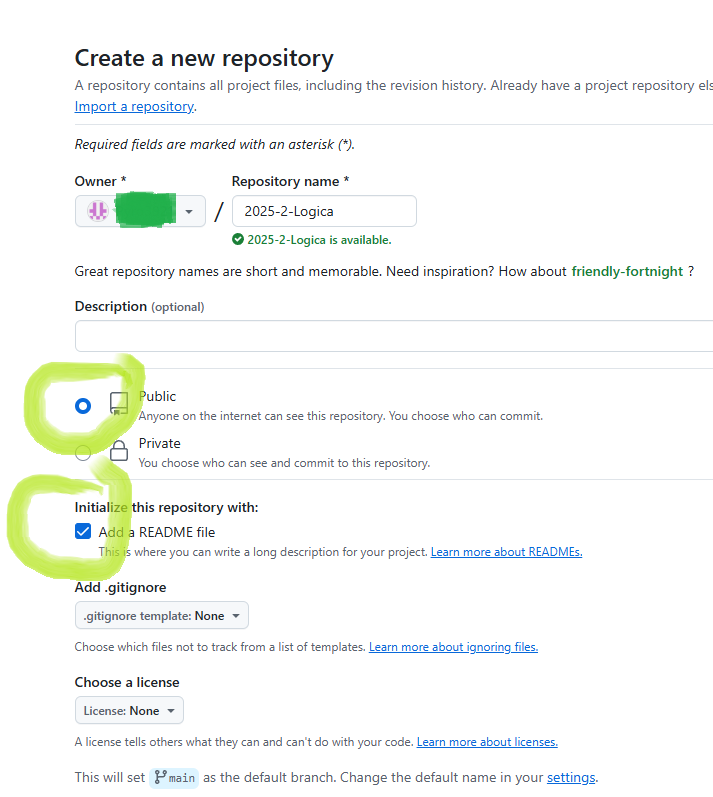 Create a new repository
A repository contains all project files, including the revision history. Already have a project repository els
Import a repository.
Required fields are marked with an asterisk (*).
Owner * Repository name *
/ 2025-2-Logica
2025-2-Logica is available.
Great repository names are short and memorable. Need inspiration? How about friendly-fortnight ?
Description (optional)
Public
Anyone on the internet can see this repository. You choose who can commit.
Private
You choose who can see and commit to this repository.
Initialize this repository with:
Add a README file
This is where you can write a long description for your project. Learn more about READMEs.
Add .gitignore
.gitignore template: None
Choose which files not to track from a list of templates. Learn more about ignoring files.
Choose a license
License: None
A license tells others what they can and can't do with your code. Learn more about licenses.
This will set main as the default branch. Change the default name in your settings.